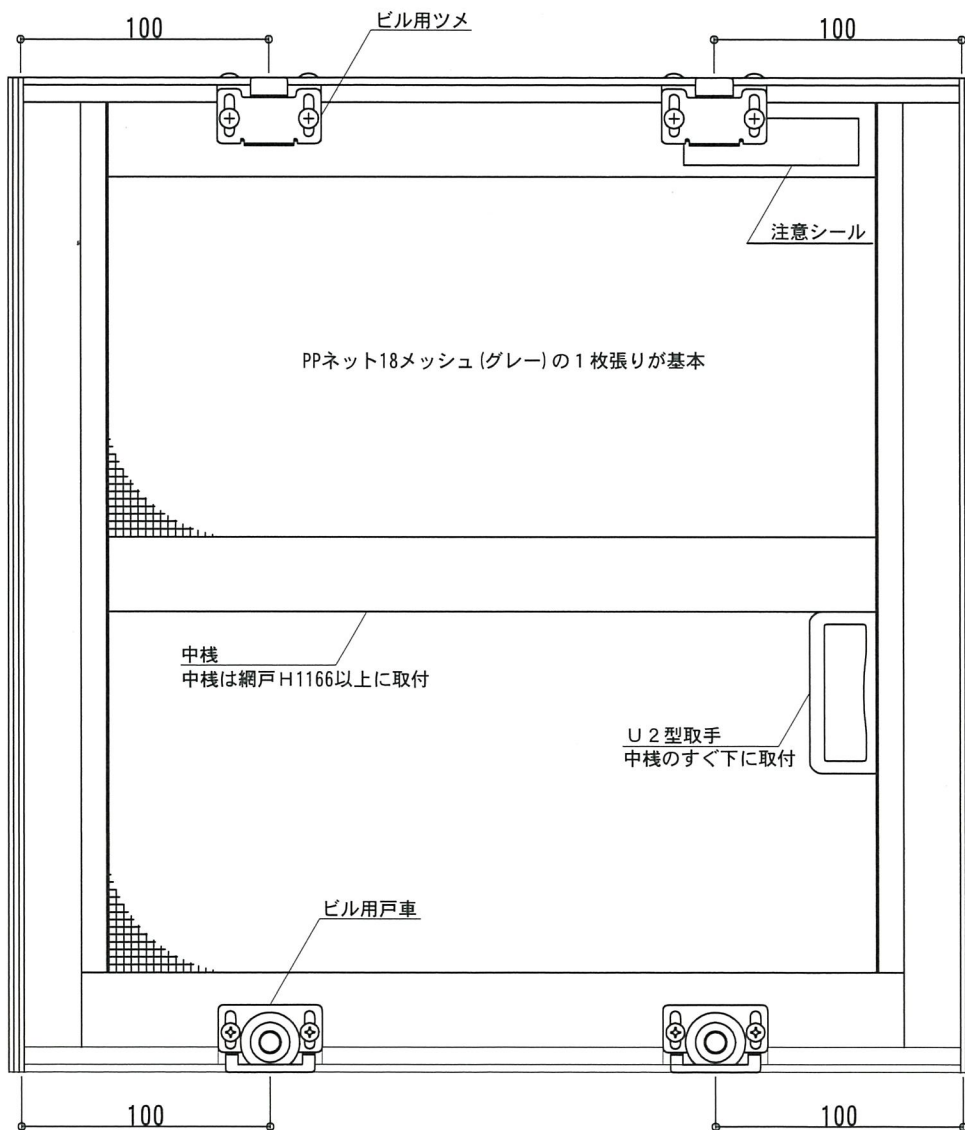 100
ビル用ツメ
100
注意シール
PPネット18メッシュ(グレー)の1枚張りが基本
中桟
中桟は網戸H1166以上に取付
U2型取手
中桟のすぐ下に取付
ビル用戸車
100
100